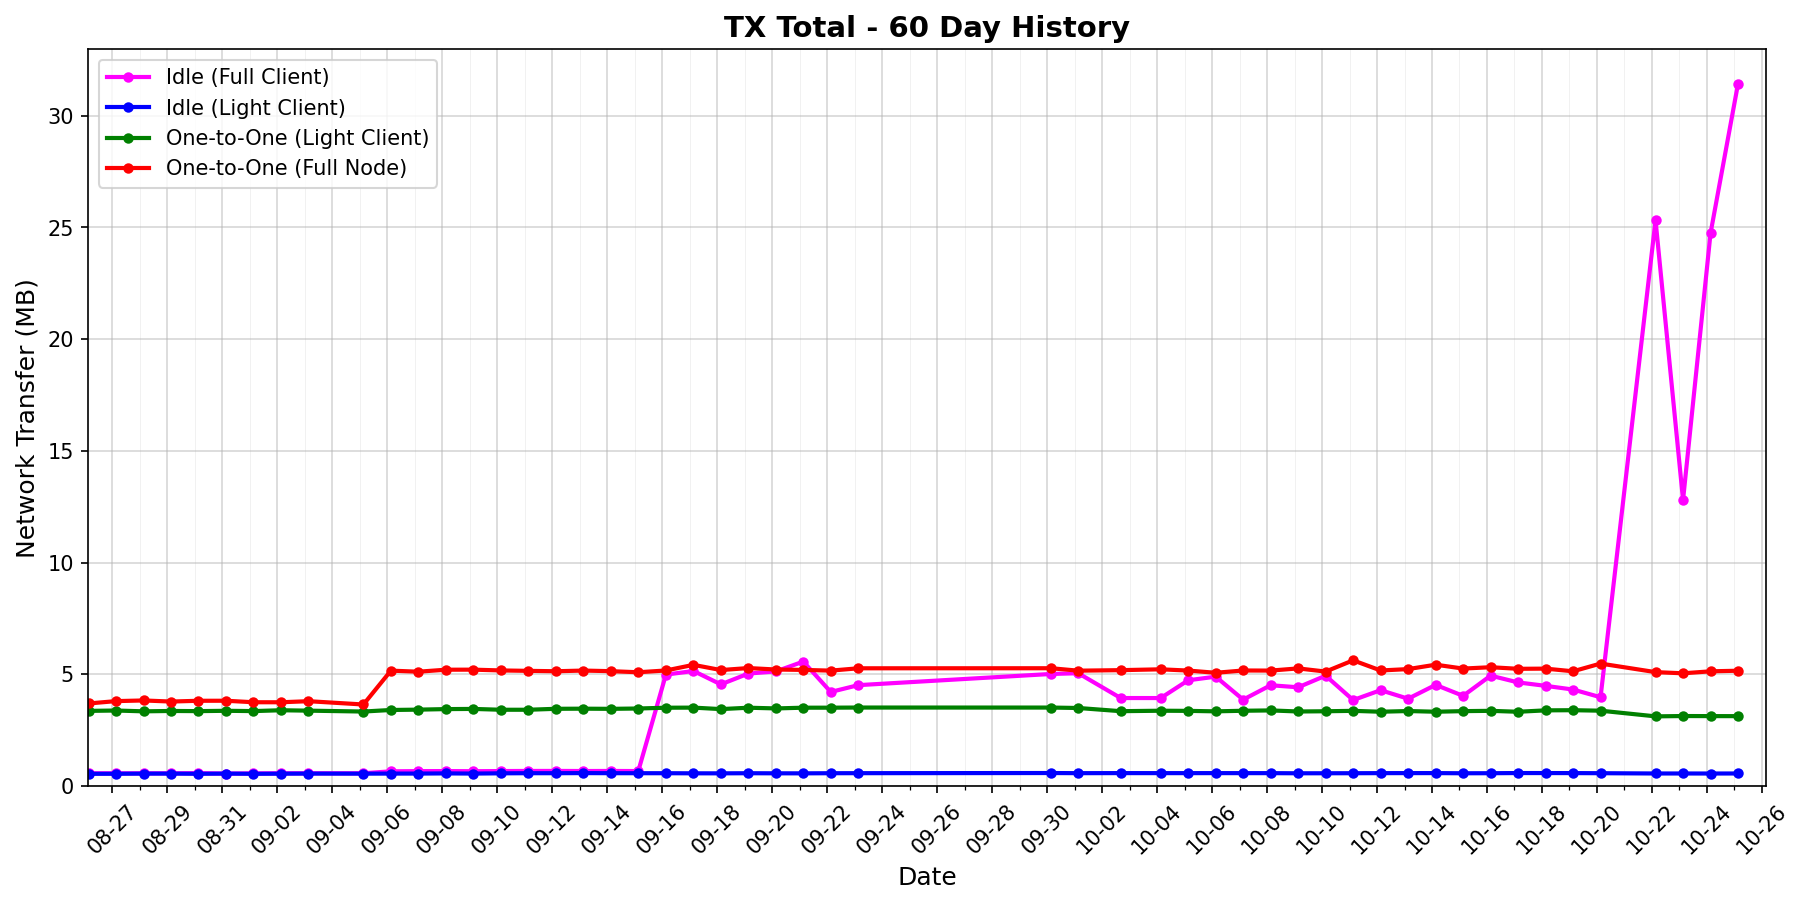 TX Total - 60 Day History
Idle (Full Client)
Idle (Light Client)
One-to-One (Light Client)
One-to-One (Full Node)
Network Transfer (MB)
30
25
20
15
10
5
0
08-27 08-29 08-31 09-02 09-04 09-06 09-08 09-10 09-12 09-14 09-16 09-18 09-20 09-22 09-24 09-26 09-28 09-30 10-02 10-04 10-06 10-08 10-10 10-12 10-14 10-16 10-18 10-20 10-22 10-24 10-26
Date